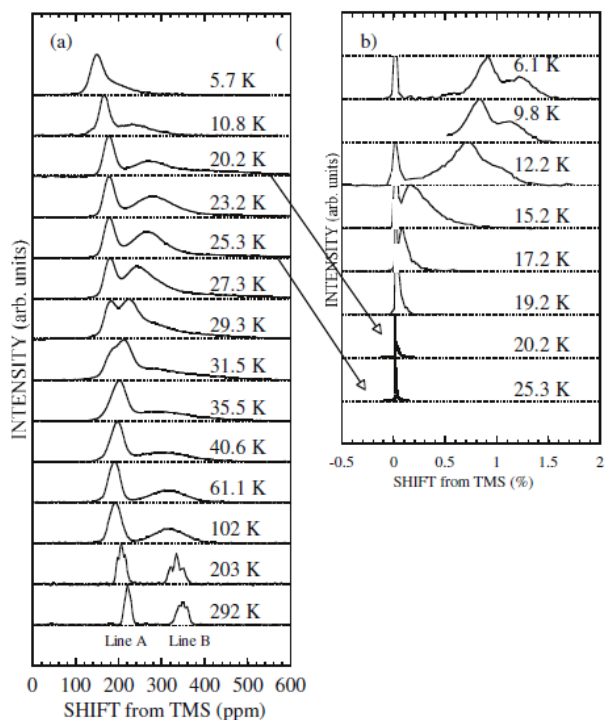 (a)
(
5.7 K
10.8 K
20.2 K
23.2 K
25.3 K
27.3 K
29.3 K
31.5 K
35.5 K
40.6 K
61.1 K
102 K
203 K
292 K
Line A
Line B
0 100 200 300 400 500 600
SHIFT from TMS (ppm)
INTENSITY (arb. units)
b)
6.1 K
9.8 K
12.2 K
15.2 K
17.2 K
19.2 K
20.2 K
25.3 K
-0.5 0 0.5 1 1.5 2
SHIFT from TMS (%)
INTENSITY (arb. units)